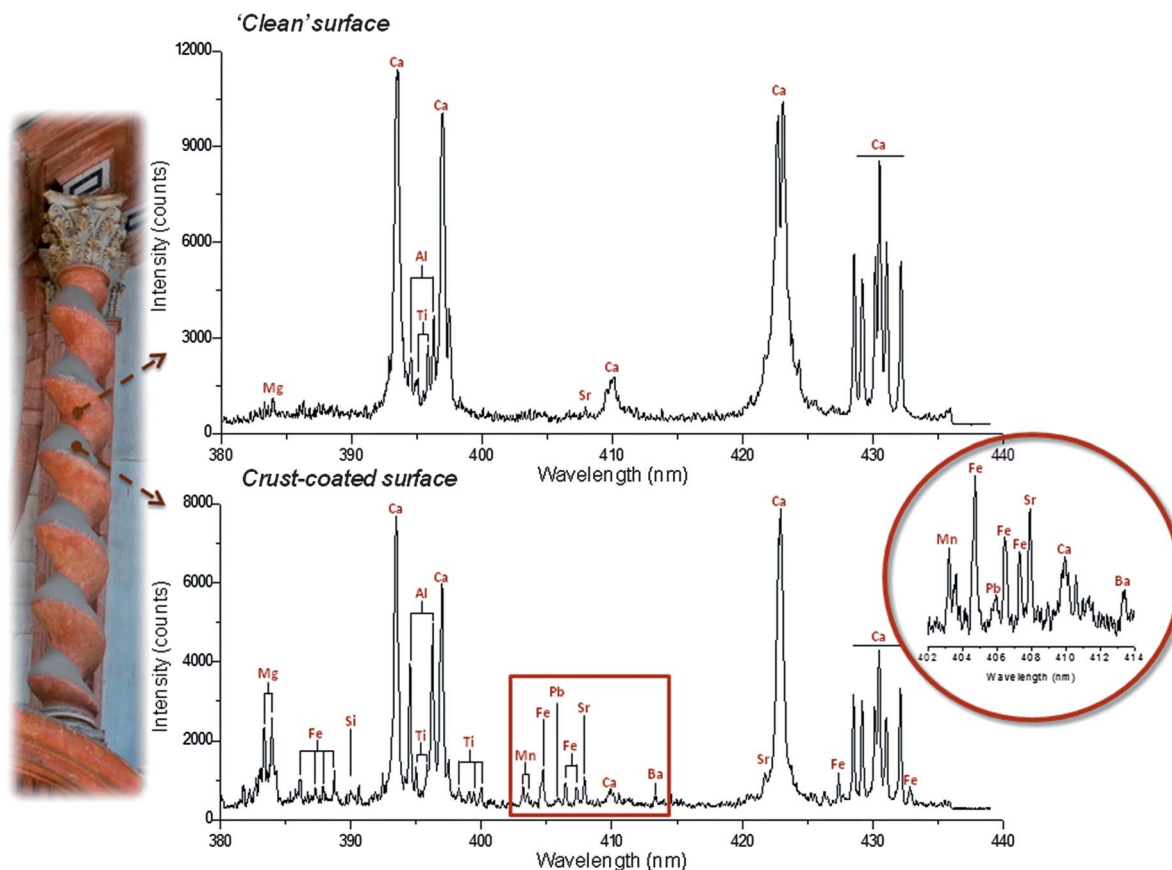 'Clean' surface
12000
9000
6000
3000
0
Intensity (counts)
Ca
Ca
Ca
Ca
Al
Ti
Mg
Sr
Ca
380
390
400
410
420
430
440
Wavelength (nm)
Crust-coated surface
8000
6000
4000
2000
0
Intensity (counts)
Ca
Ca
Ca
Ca
Al
Mg
Fe
Si
Ti
Ti
Mn
Fe
Pb
Fe
Sr
Ca
Ba
Sr
Fe
Fe
380
390
400
410
420
430
440
Wavelength (nm)
Fe
Sr
Mn
Fe
Fe
Pb
Ca
Ba
402
404
406
408
410
412
414
Wavelength (nm)